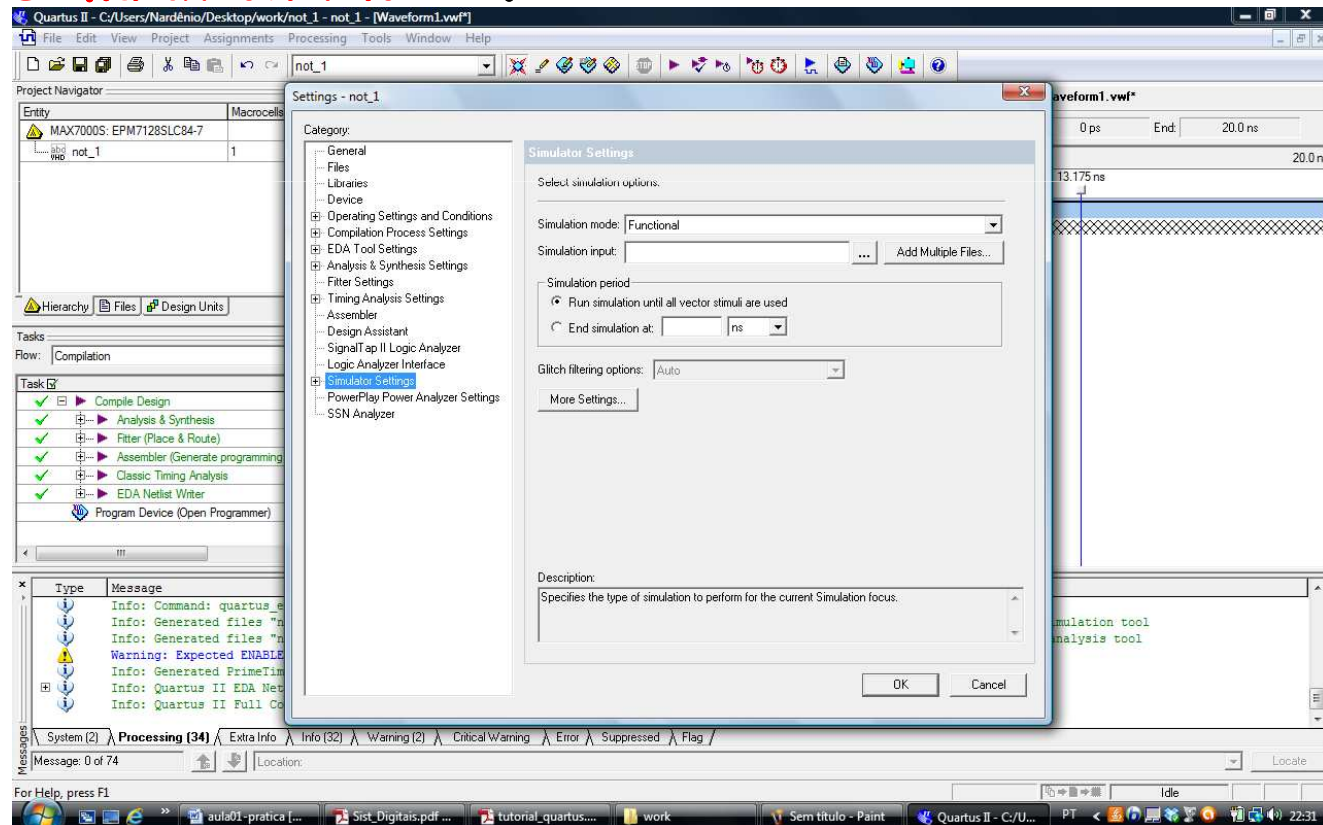 Quartus II - C:/Users/Nardênio/Desktop/work/not_1 - not_1 - [Waveform1.vwf*]
File Edit View Project Assignments Processing Tools Window Help
not_1
Project Navigator
Entity Macrocells
MAX7000S: EPM7128SLC84-7
not_1 1
Hierarchy Files Design Units
Tasks
Flow: Compilation
Task
Compile Design
Analysis & Synthesis
Fitter (Place & Route)
Assembler (Generate programming
Classic Timing Analysis
EDA Netlist Writer
Program Device (Open Programmer)
Settings - not_1
Category:
General
Files
Libraries
Device
Operating Settings and Conditions
Compilation Process Settings
EDA Tool Settings
Analysis & Synthesis Settings
Fitter Settings
Timing Analysis Settings
Assembler
Design Assistant
SignalTap II Logic Analyzer
Logic Analyzer Interface
Simulator Settings
PowerPlay Power Analyzer Settings
SSN Analyzer
Simulator Settings
Select simulation options.
Simulation mode: Functional
Simulation input: ... Add Multiple Files...
Simulation period
Run simulation until all vector stimuli are used
End simulation at: ns
Glitch filtering options: Auto
More Settings...
Description:
Specifies the type of simulation to perform for the current Simulation focus.
OK Cancel
aveform1.vwf*
0 ps End: 20.0 ns
20.0 n
13.175 ns
Type Message
Info: Command: quartus_e
Info: Generated files "n mulation tool
Info: Generated files "n nalysis tool
Warning: Expected ENABLE
Info: Generated PrimeTim
Info: Quartus II EDA Net
Info: Quartus II Full Co
System (2) Processing (34) Extra Info Info (32) Warning (2) Critical Warning Error Suppressed Flag
Messages
Message: 0 of 74 Location: Locate
For Help, press F1 Idle
aula01-pratica [... Sist_Digitais.pdf ... tutorial_quartus.... work Sem título - Paint Quartus II - C:/U... PT 22:31